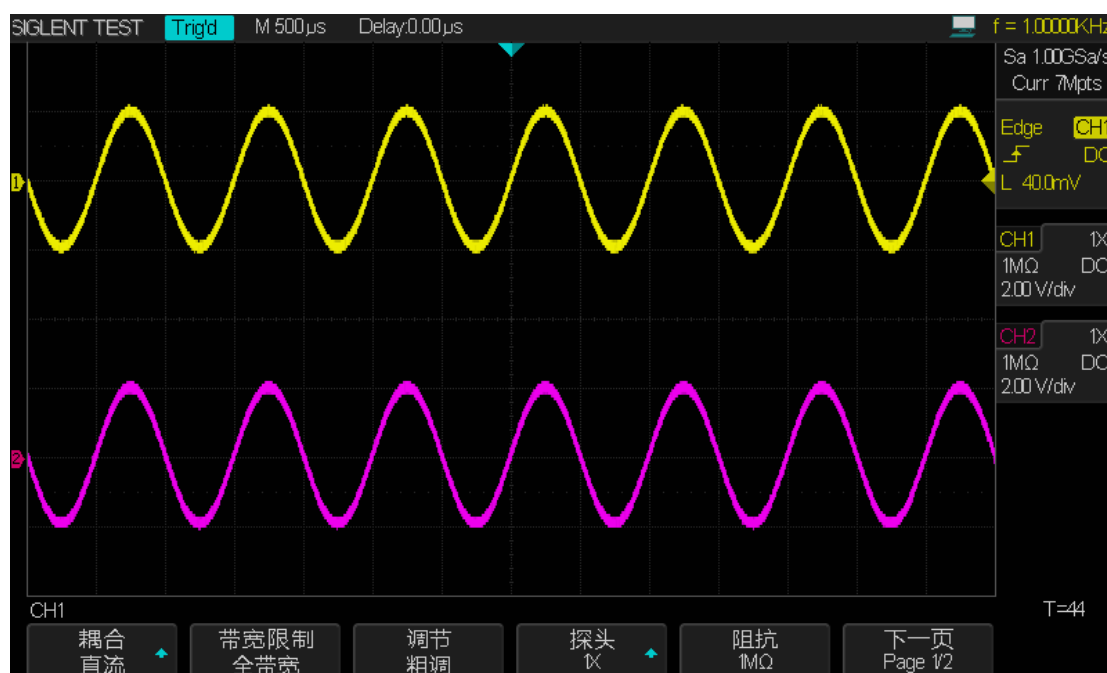 SIGLENT TEST Trig'd M 500μs Delay:0.00μs f = 1.00000KHz
Sa 1.00GSa/s
Curr 7Mpts
Edge CH1
DC
L 40.0mV
1
CH1 1X
1MΩ DC
2.00 V/div
CH2 1X
1MΩ DC
2.00 V/div
2
CH1
T=44
耦合 带宽限制 调节 探头 阻抗 下一页
直流 全带宽 粗调 1X 1MΩ Page 1/2